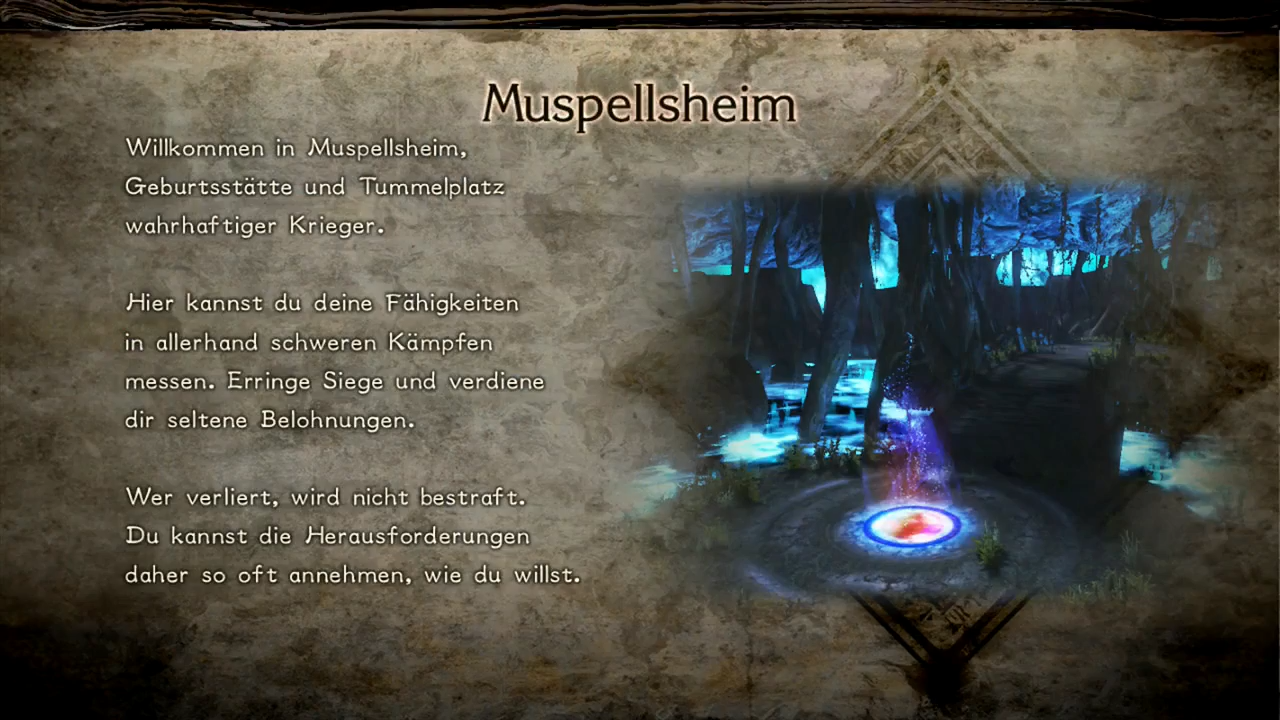 Muspellsheim
Willkommen in Muspellsheim,
Geburtsstätte und Tummelplatz
wahrhaftiger Krieger.
Hier kannst du deine Fähigkeiten
in allerhand schweren Kämpfen
messen. Erringe Siege und verdiene
dir seltene Belohnungen.
Wer verliert, wird nicht bestraft.
Du kannst die Herausforderungen
daher so oft annehmen, wie du willst.